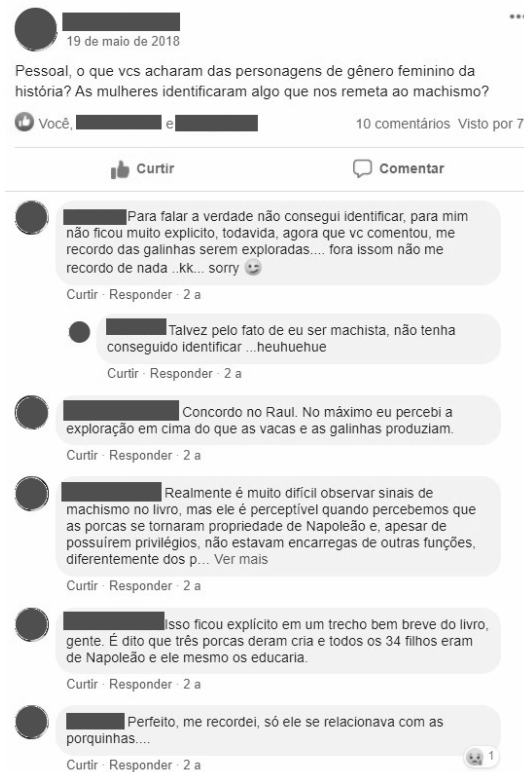 19 de maio de 2018
Pessoal, o que vcs acharam das personagens de gênero feminino da
história? As mulheres identificaram algo que nos remeta ao machismo?
Você, e
10 comentários Visto por 7
Curtir
Comentar
Para falar a verdade não consegui identificar, para mim
não ficou muito explicito, todavida, agora que vc comentou, me
recordo das galinhas serem exploradas.... fora issom não me
recordo de nada ..kk... sorry 😉
Curtir · Responder · 2 a
Talvez pelo fato de eu ser machista, não tenha
conseguido identificar ...heuhuehue
Curtir · Responder · 2 a
Concordo no Raul. No máximo eu percebi a
exploração em cima do que as vacas e as galinhas produziam.
Curtir · Responder · 2 a
Realmente é muito difícil observar sinais de
machismo no livro, mas ele é perceptível quando percebemos que
as porcas se tornaram propriedade de Napoleão e, apesar de
possuírem privilégios, não estavam encarregas de outras funções,
diferentemente dos p... Ver mais
Curtir · Responder · 2 a
Isso ficou explícito em um trecho bem breve do livro,
gente. É dito que três porcas deram cria e todos os 34 filhos eram
de Napoleão e ele mesmo os educaria.
Curtir · Responder · 2 a
Perfeito, me recordei, só ele se relacionava com as
porquinhas....
1
Curtir · Responder · 2 a